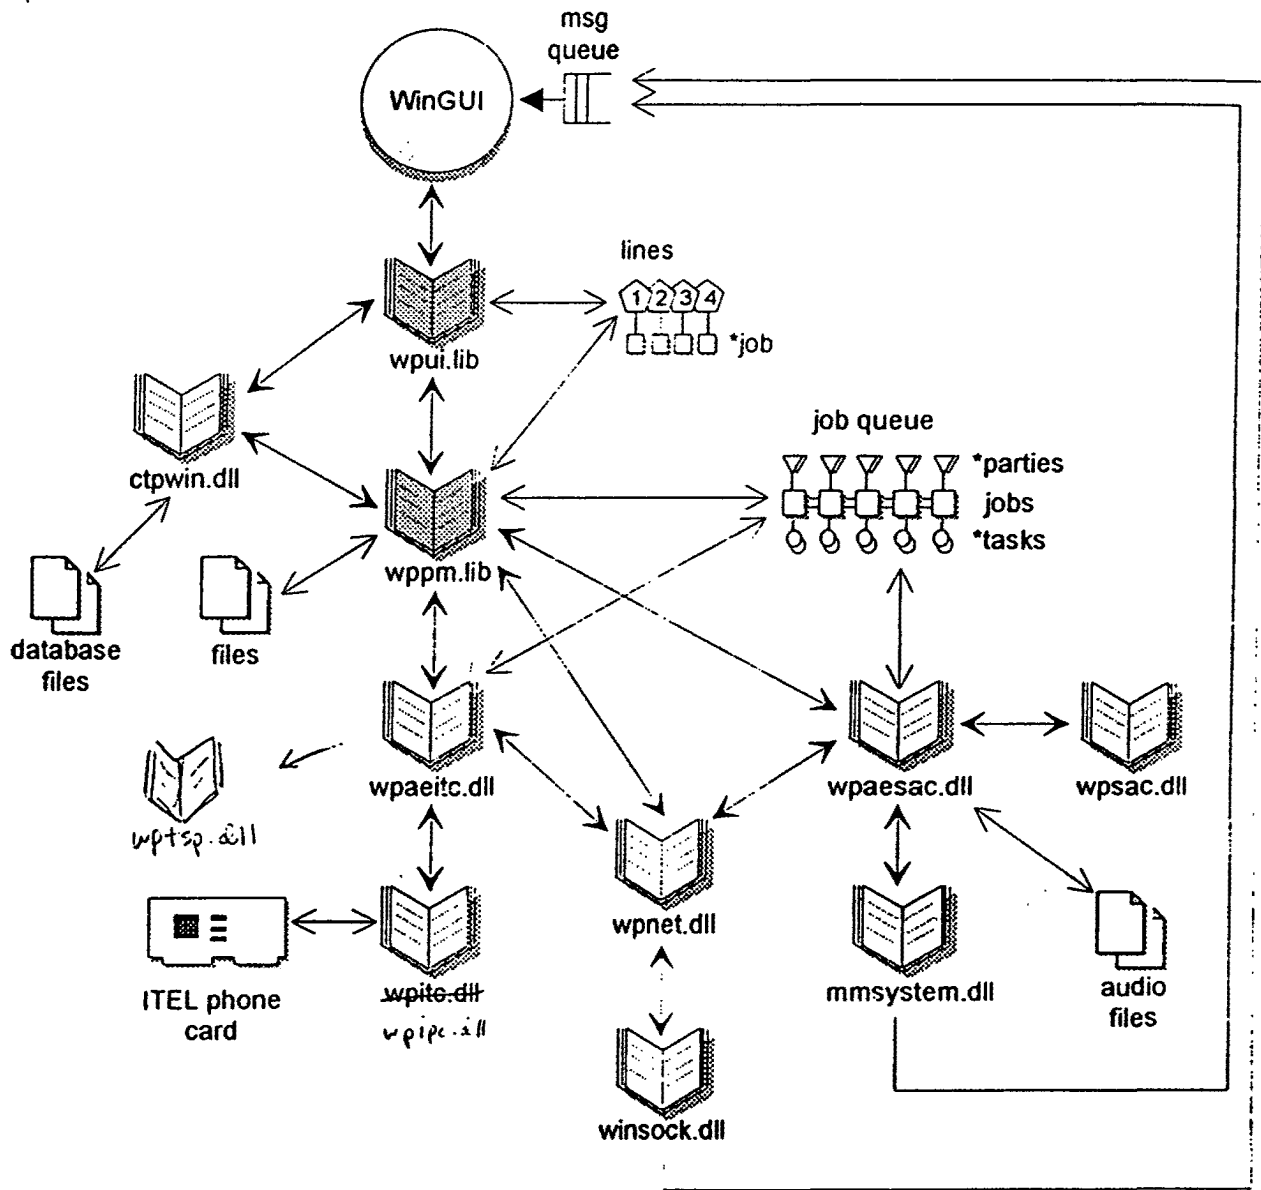 msg
queue
WinGUI
lines
1 2 3 4
*job
wpui.lib
ctpwin.dll
job queue
*parties
jobs
*tasks
wppm.lib
database
files
files
wpaeitc.dll
wpaesac.dll
wpsac.dll
wptsp.dll
wpnet.dll
ITEL phone
card
wpitc.dll
wpipc.dll
mmsystem.dll
audio
files
winsock.dll